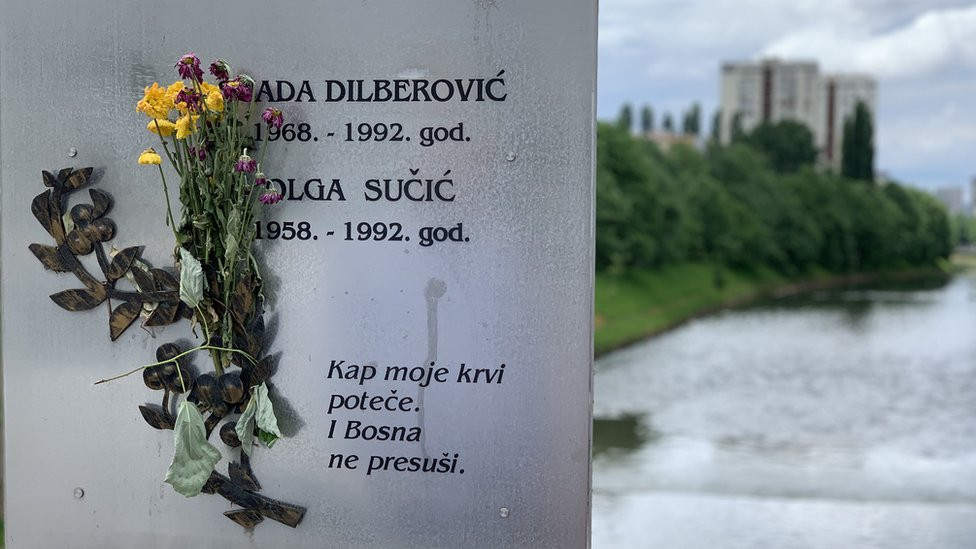 ADA DILBEROVIĆ
1968. - 1992. god.
OLGA SUČIĆ
1958. - 1992. god.
Kap moje krvi
poteče.
I Bosna
ne presuši.